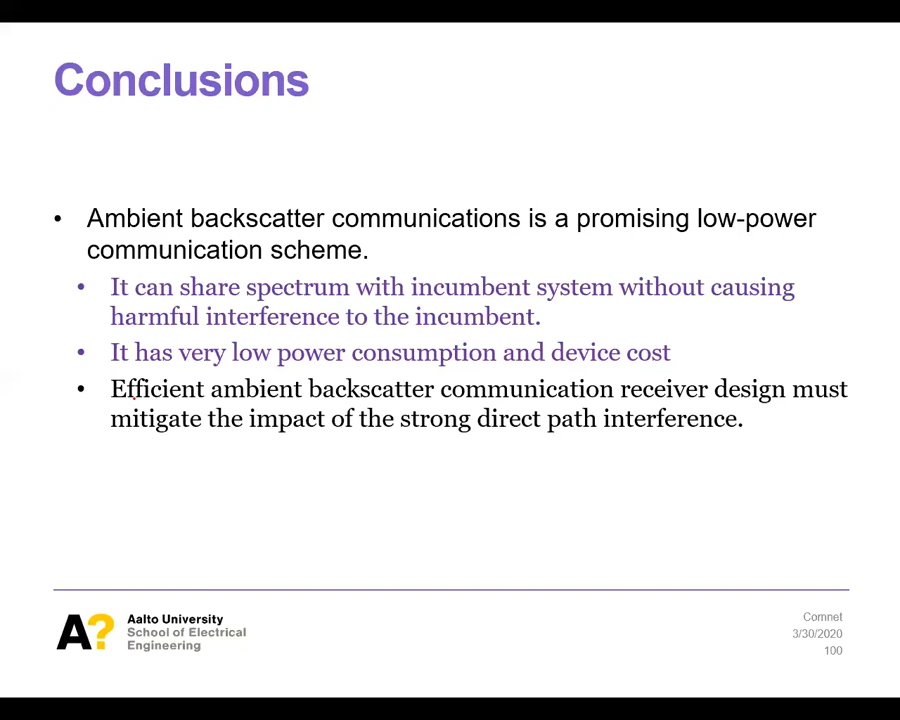 Conclusions
• Ambient backscatter communications is a promising low-power
communication scheme.
• It can share spectrum with incumbent system without causing
harmful interference to the incumbent.
• It has very low power consumption and device cost
• Efficient ambient backscatter communication receiver design must
mitigate the impact of the strong direct path interference.
A?
Aalto University
School of Electrical
Engineering
Comnet
3/30/2020
100